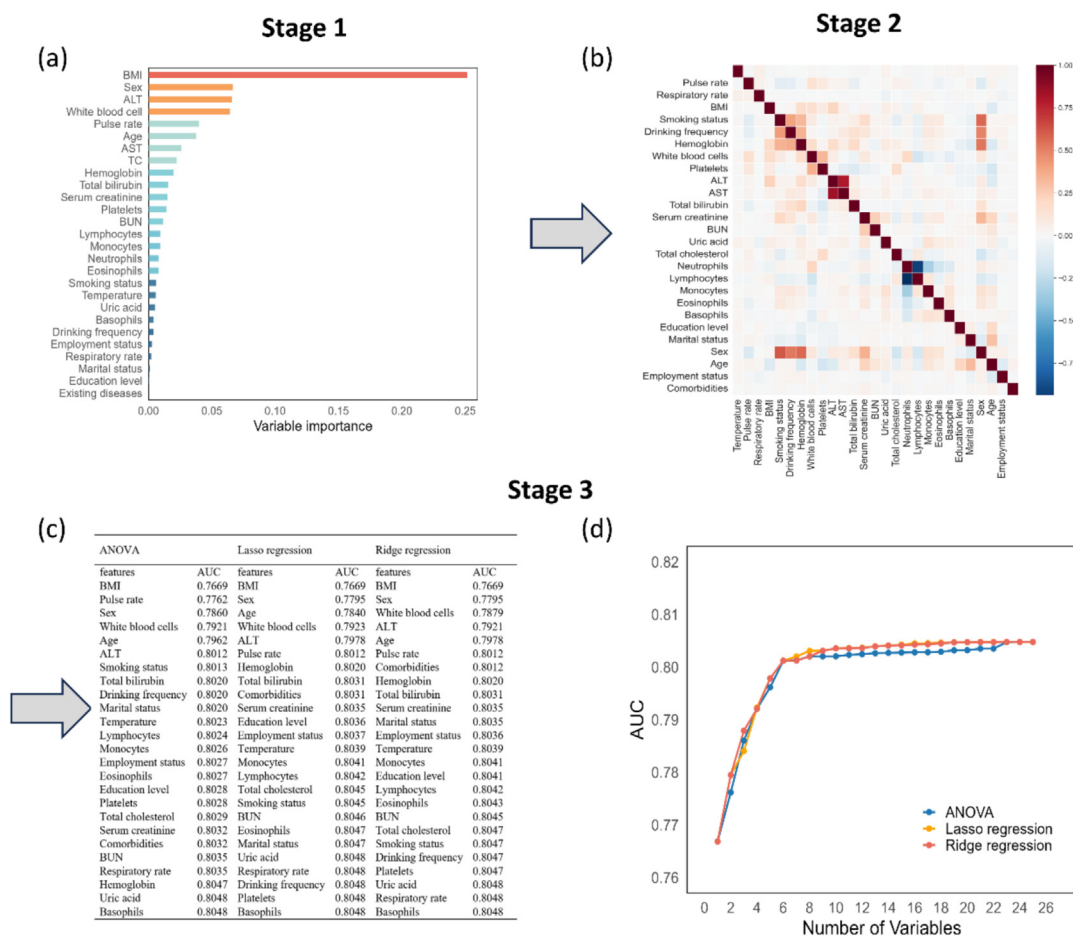 Stage 1
(a)
BMI
Sex
ALT
White blood cell
Pulse rate
Age
AST
TC
Hemoglobin
Total bilirubin
Serum creatinine
Platelets
BUN
Lymphocytes
Monocytes
Neutrophils
Eosinophils
Smoking status
Temperature
Uric acid
Basophils
Drinking frequency
Employment status
Respiratory rate
Marital status
Education level
Existing diseases
0.00 0.05 0.10 0.15 0.20 0.25
Variable importance
Stage 2
(b)
Pulse rate
Respiratory rate
BMI
Smoking status
Drinking frequency
Hemoglobin
White blood cells
Platelets
ALT
AST
Total bilirubin
Serum creatinine
BUN
Uric acid
Total cholesterol
Neutrophils
Lymphocytes
Monocytes
Eosinophils
Basophils
Education level
Marital status
Sex
Age
Employment status
Comorbidities
Temperature
Pulse rate
Respiratory rate
BMI
Smoking status
Drinking frequency
Hemoglobin
White blood cells
Platelets
ALT
AST
Total bilirubin
Serum creatinine
BUN
Uric acid
Total cholesterol
Neutrophils
Lymphocytes
Monocytes
Eosinophils
Basophils
Education level
Marital status
Sex
Age
Employment status
1.00
0.75
0.50
0.25
0.00
−0.25
−0.50
−0.75
Stage 3
(c)
ANOVA Lasso regression Ridge regression
features AUC features AUC features AUC
BMI 0.7669 BMI 0.7669 BMI 0.7669
Pulse rate 0.7762 Sex 0.7795 Sex 0.7795
Sex 0.7860 Age 0.7840 White blood cells 0.7879
White blood cells 0.7921 White blood cells 0.7923 ALT 0.7921
Age 0.7962 ALT 0.7978 Age 0.7978
ALT 0.8012 Pulse rate 0.8012 Pulse rate 0.8012
Smoking status 0.8013 Hemoglobin 0.8020 Comorbidities 0.8012
Total bilirubin 0.8020 Total bilirubin 0.8031 Hemoglobin 0.8020
Drinking frequency 0.8020 Comorbidities 0.8031 Total bilirubin 0.8031
Marital status 0.8020 Serum creatinine 0.8035 Serum creatinine 0.8035
Temperature 0.8023 Education level 0.8036 Marital status 0.8035
Lymphocytes 0.8024 Employment status 0.8037 Employment status 0.8036
Monocytes 0.8026 Temperature 0.8039 Temperature 0.8039
Employment status 0.8027 Monocytes 0.8041 Monocytes 0.8041
Eosinophils 0.8027 Lymphocytes 0.8042 Education level 0.8041
Education level 0.8028 Total cholesterol 0.8045 Lymphocytes 0.8042
Platelets 0.8028 Smoking status 0.8045 Eosinophils 0.8043
Total cholesterol 0.8029 BUN 0.8046 BUN 0.8045
Serum creatinine 0.8032 Eosinophils 0.8047 Total cholesterol 0.8047
Comorbidities 0.8032 Marital status 0.8047 Smoking status 0.8047
BUN 0.8035 Uric acid 0.8048 Drinking frequency 0.8047
Respiratory rate 0.8035 Respiratory rate 0.8048 Platelets 0.8047
Hemoglobin 0.8047 Drinking frequency 0.8048 Uric acid 0.8048
Uric acid 0.8048 Platelets 0.8048 Respiratory rate 0.8048
Basophils 0.8048 Basophils 0.8048 Basophils 0.8048
(d)
0.82
0.81
0.80
0.79
0.78
0.77
0.76
AUC
ANOVA
Lasso regression
Ridge regression
0 2 4 6 8 10 12 14 16 18 20 22 24 26
Number of Variables